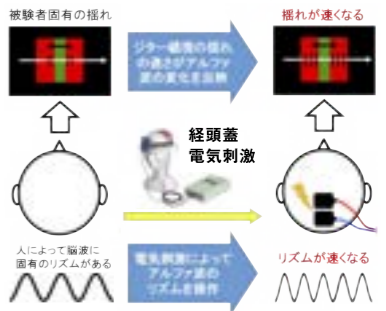 被験者固有の揺れ
ジター錯覚の揺れ
の速さがアルファ
波の変化を反映
揺れが速くなる
経頭蓋
電気刺激
人によって脳波に
固有のリズムがある
電気刺激によって
アルファ波の
リズムを操作
リズムが速くなる